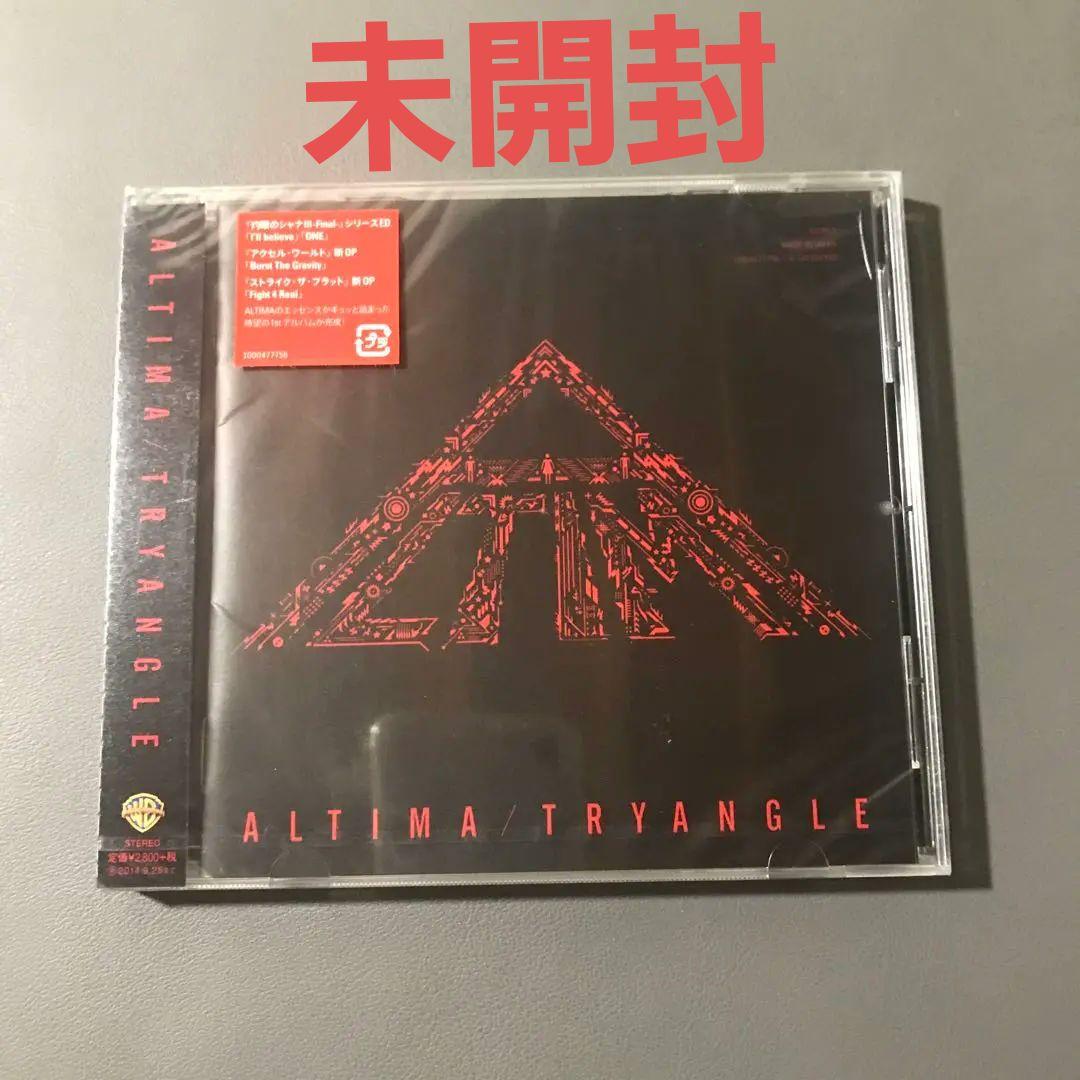 未開封
『灼眼のシャナIII-Final-』シリーズED
「I'll believe」「ONE」
『アクセル・ワールド』新OP
「Burst The Gravity」
『ストライク・ザ・ブラッド』新OP
「Fight 4 Real」
ALTIMAのエッセンスがギュッと詰まった
待望の1stアルバムが完成!
プラ
1000477756
ALTIMA/TRYANGLE
ALTIMA/TRYANGLE
STEREO
定価¥2,800+税